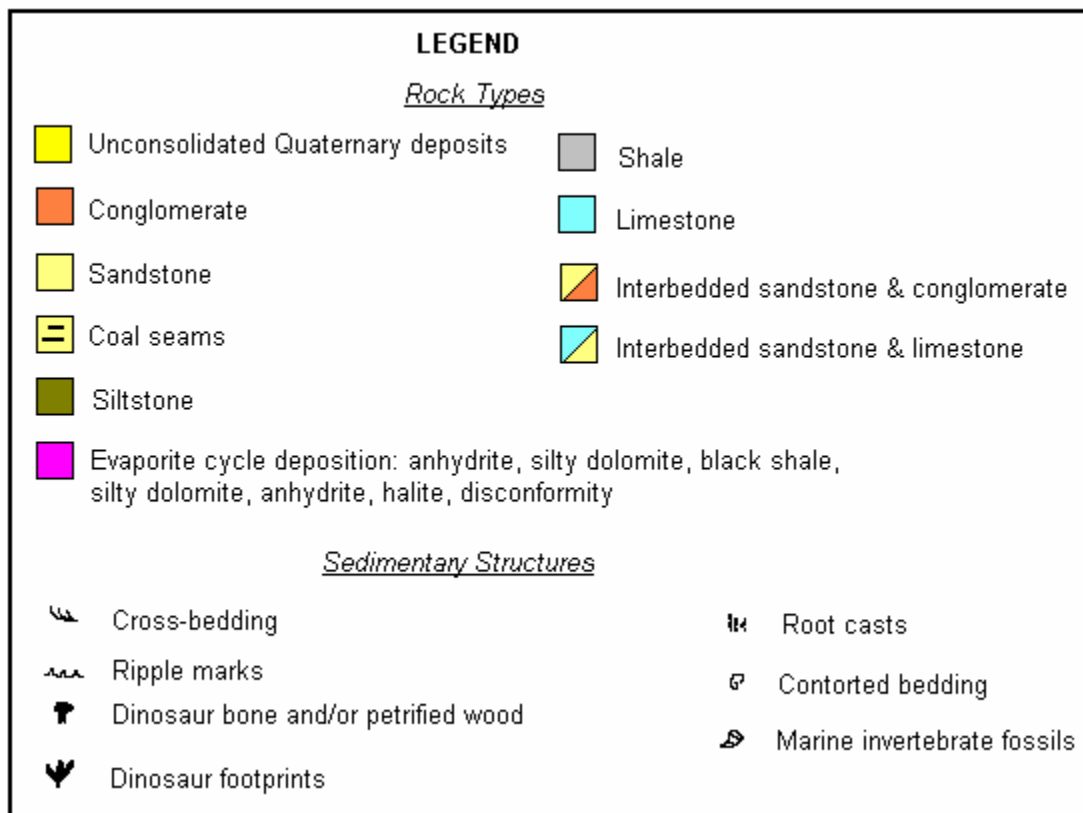 LEGEND
Rock Types
Unconsolidated Quaternary deposits
Shale
Conglomerate
Limestone
Sandstone
Interbedded sandstone & conglomerate
Coal seams
Interbedded sandstone & limestone
Siltstone
Evaporite cycle deposition: anhydrite, silty dolomite, black shale,
silty dolomite, anhydrite, halite, disconformity
Sedimentary Structures
Cross-bedding
Root casts
Ripple marks
Contorted bedding
Dinosaur bone and/or petrified wood
Marine invertebrate fossils
Dinosaur footprints